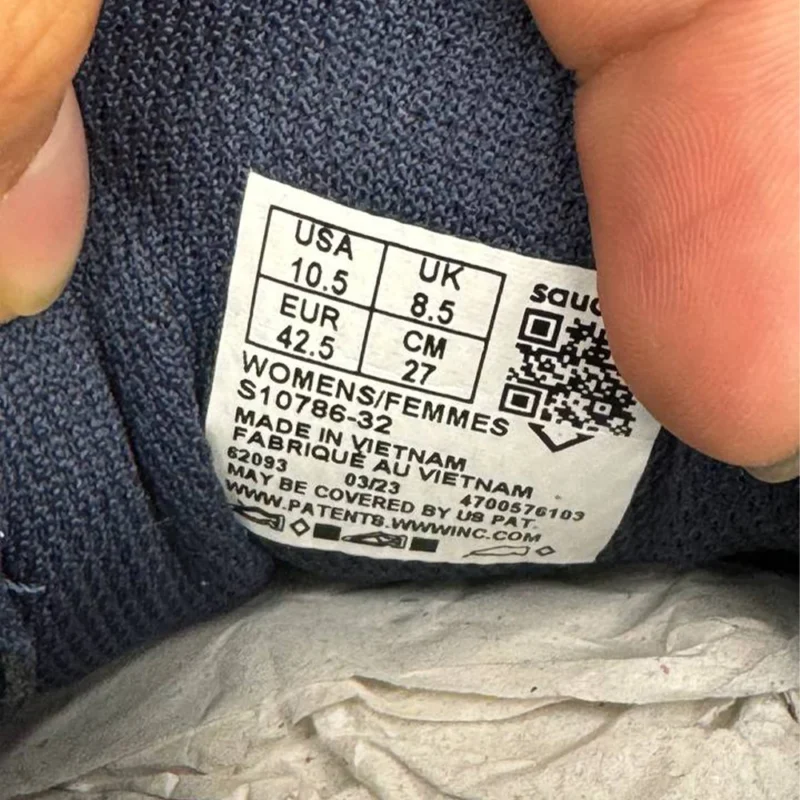 USA UK
10.5 8.5
EUR CM
42.5 27
WOMENS/FEMMES
S10786-32
MADE IN VIETNAM
FABRIQUÉ AU VIETNAM
62093 03/23 4700576103
MAY BE COVERED BY US PAT.
WWW.PATENTS.WWWINC.COM